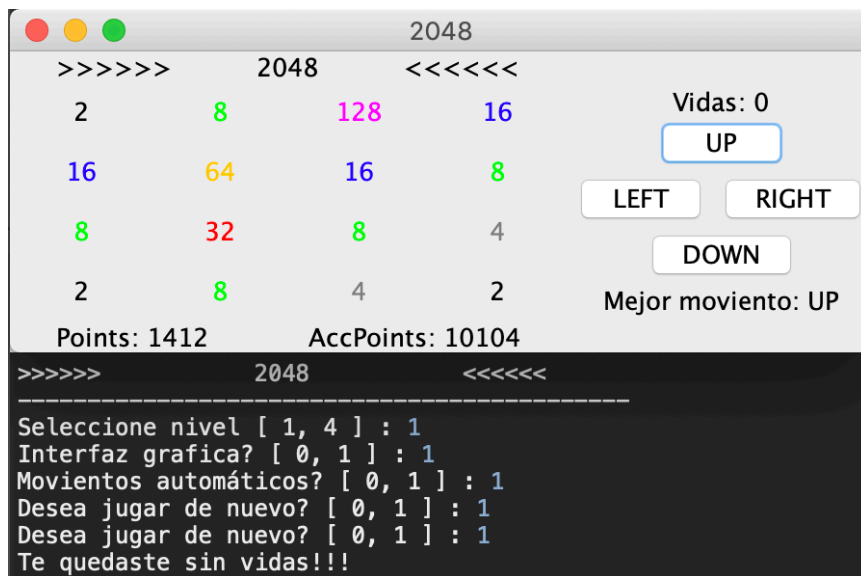 2048
>>>>>> 2048 <<<<<<
2 8 128 16
16 64 16 8
8 32 8 4
2 8 4 2
Points: 1412 AccPoints: 10104
Vidas: 0
UP
LEFT RIGHT
DOWN
Mejor moviento: UP
>>>>>> 2048 <<<<<<
--------------------------------------------
Seleccione nivel [ 1, 4 ] : 1
Interfaz grafica? [ 0, 1 ] : 1
Movientos automáticos? [ 0, 1 ] : 1
Desea jugar de nuevo? [ 0, 1 ] : 1
Desea jugar de nuevo? [ 0, 1 ] : 1
Te quedaste sin vidas!!!